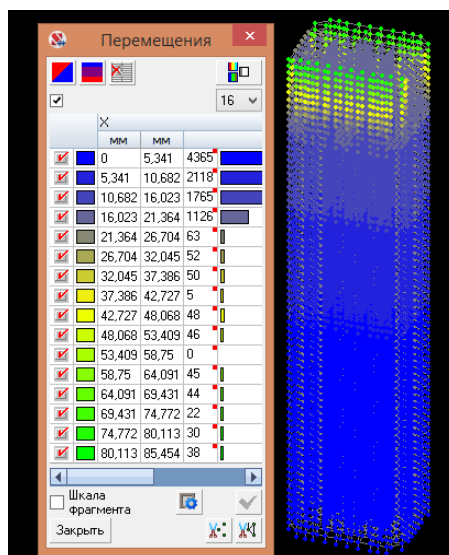 Перемещения
16
X
мм мм
0 5,341 4365
5,341 10,682 2118
10,682 16,023 1765
16,023 21,364 1126
21,364 26,704 63
26,704 32,045 52
32,045 37,386 50
37,386 42,727 5
42,727 48,068 48
48,068 53,409 46
53,409 58,75 0
58,75 64,091 45
64,091 69,431 44
69,431 74,772 22
74,772 80,113 30
80,113 85,454 38
Шкала
фрагмента
Закрыть